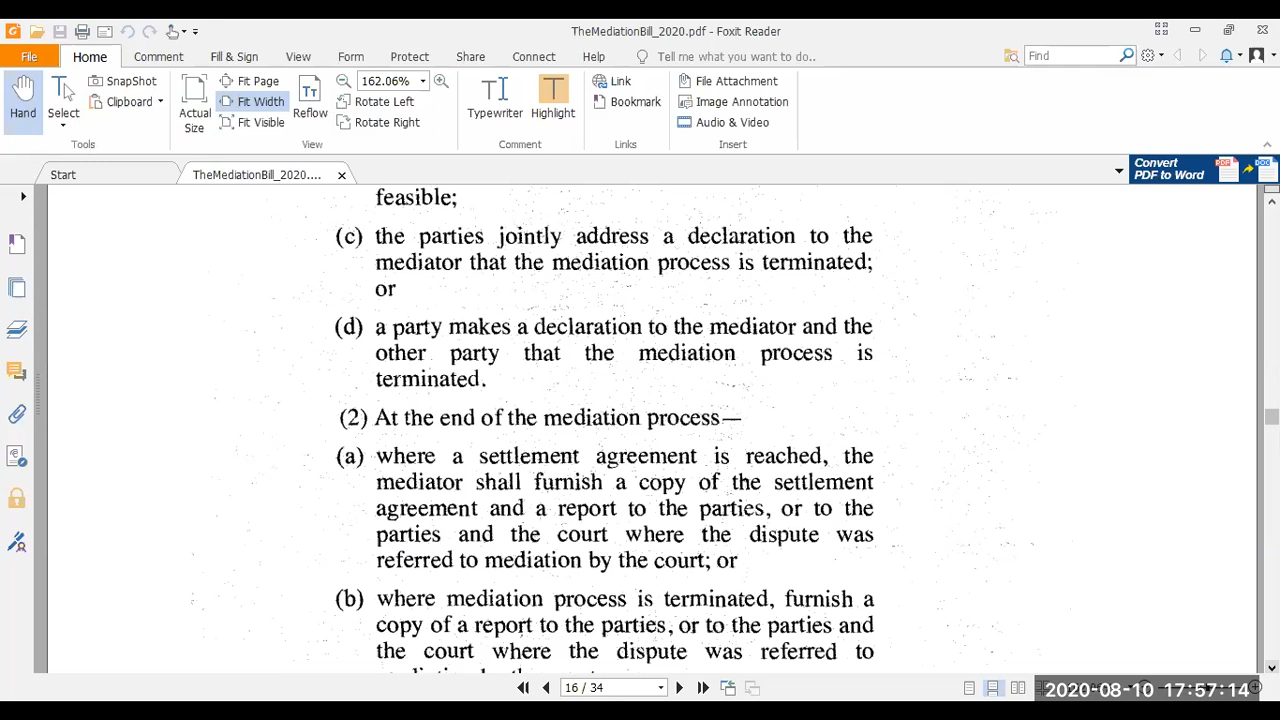 TheMediationBill_2020.pdf - Foxit Reader
File Home Comment Fill & Sign View Form Protect Share Connect Help Tell me what you want to do.. Find
Hand
Select
SnapShot
Clipboard
Tools
Actual
Size
Fit Page
Fit Width
Fit Visible
Reflow
162.06%
Rotate Left
Rotate Right
View
Typewriter
Highlight
Comment
Link
Bookmark
Links
File Attachment
Image Annotation
Audio & Video
Insert
Start
TheMediationBill_2020....
Convert
PDF to Word
PDF
DOC
feasible;
(c) the parties jointly address a declaration to the
mediator that the mediation process is terminated;
or
(d) a party makes a declaration to the mediator and the
other party that the mediation process is
terminated.
(2) At the end of the mediation process—
(a) where a settlement agreement is reached, the
mediator shall furnish a copy of the settlement
agreement and a report to the parties, or to the
parties and the court where the dispute was
referred to mediation by the court; or
(b) where mediation process is terminated, furnish a
copy of a report to the parties, or to the parties and
the court where the dispute was referred to
16 / 34
2020-08-10 17:57:14